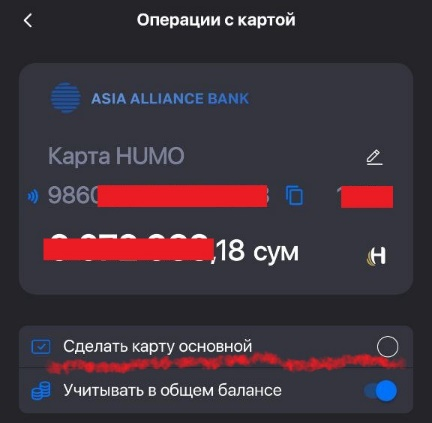 Операции с картой
ASIA ALLIANCE BANK
Карта HUMO
9860
,18 сум
Сделать карту основной
Учитывать в общем балансе